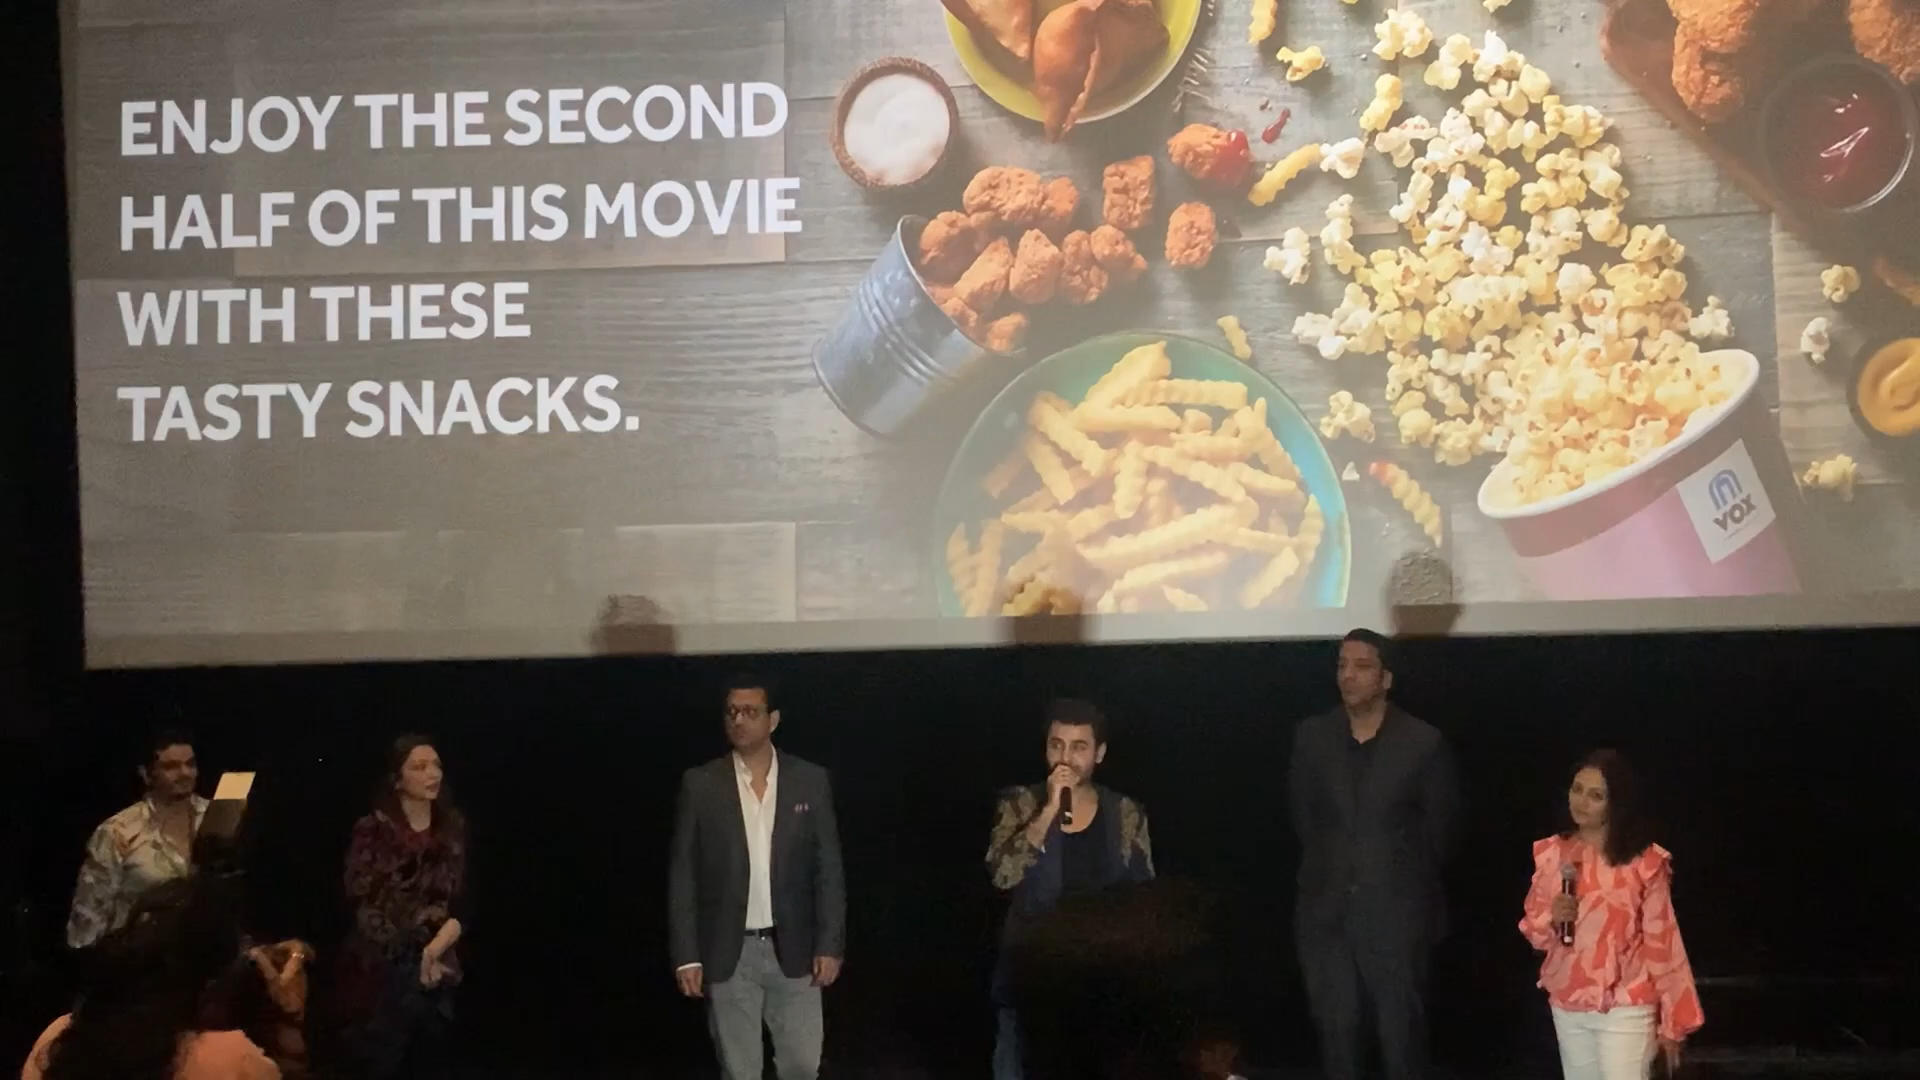 ENJOY THE SECOND
HALF OF THIS MOVIE
WITH THESE
TASTY SNACKS.
VOX